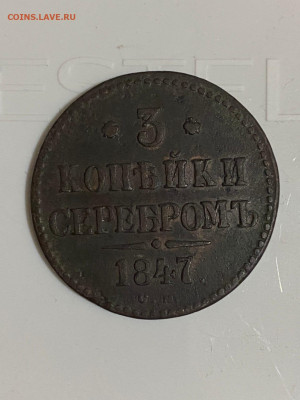 COINS.LAVE.RU
* 3 *
КОПѢЙКИ
СЕРЕБРОМЪ
1847.